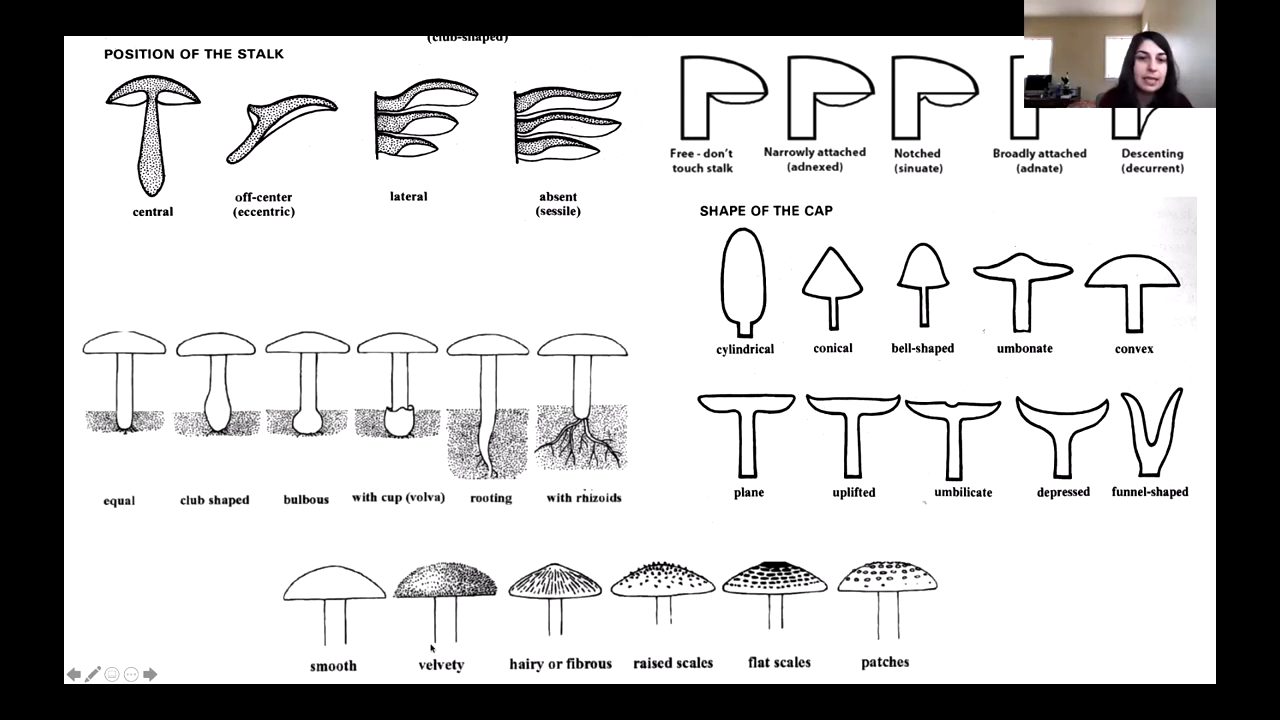 (club-shaped)
POSITION OF THE STALK
central
off-center
(eccentric)
lateral
absent
(sessile)
Free - don't
touch stalk
Narrowly attached
(adnexed)
Notched
(sinuate)
Broadly attached
(adnate)
Descenting
(decurrent)
SHAPE OF THE CAP
cylindrical
conical
bell-shaped
umbonate
convex
plane
uplifted
umbilicate
depressed
funnel-shaped
equal
club shaped
bulbous
with cup (volva)
rooting
with rhizoids
smooth
velvety
hairy or fibrous
raised scales
flat scales
patches